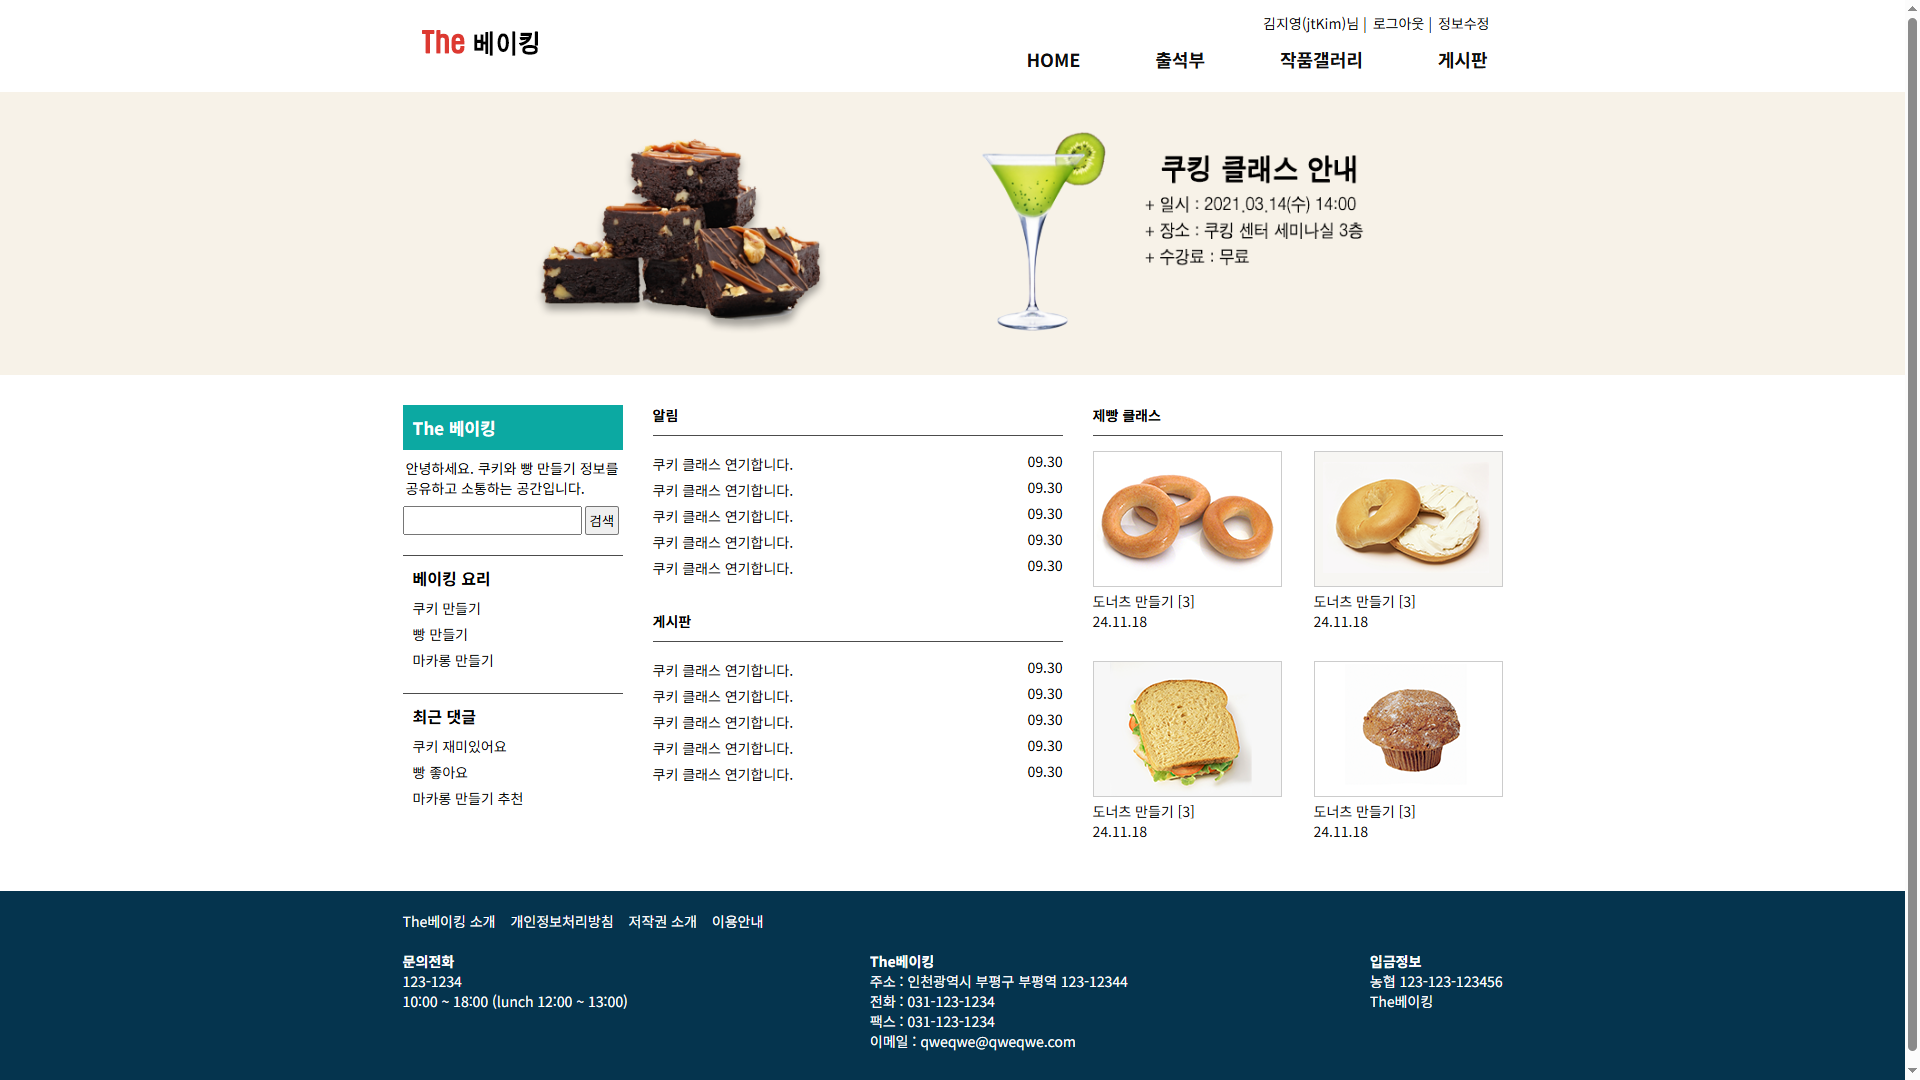 The 베이킹
김지영(jtKim)님 | 로그아웃 | 정보수정
HOME 출석부 작품갤러리 게시판
쿠킹 클래스 안내
+ 일시 : 2021.03.14(수) 14:00
+ 장소 : 쿠킹 센터 세미나실 3층
+ 수강료 : 무료
The 베이킹
안녕하세요. 쿠키와 빵 만들기 정보를
공유하고 소통하는 공간입니다.
검색
베이킹 요리
쿠키 만들기
빵 만들기
마카롱 만들기
최근 댓글
쿠키 재미있어요
빵 좋아요
마카롱 만들기 추천
알림
쿠키 클래스 연기합니다. 09.30
쿠키 클래스 연기합니다. 09.30
쿠키 클래스 연기합니다. 09.30
쿠키 클래스 연기합니다. 09.30
쿠키 클래스 연기합니다. 09.30
게시판
쿠키 클래스 연기합니다. 09.30
쿠키 클래스 연기합니다. 09.30
쿠키 클래스 연기합니다. 09.30
쿠키 클래스 연기합니다. 09.30
쿠키 클래스 연기합니다. 09.30
제빵 클래스
도너츠 만들기 [3]
24.11.18
도너츠 만들기 [3]
24.11.18
도너츠 만들기 [3]
24.11.18
도너츠 만들기 [3]
24.11.18
The베이킹 소개 개인정보처리방침 저작권 소개 이용안내
문의전화
123-1234
10:00 ~ 18:00 (lunch 12:00 ~ 13:00)
The베이킹
주소 : 인천광역시 부평구 부평역 123-12344
전화 : 031-123-1234
팩스 : 031-123-1234
이메일 : qweqwe@qweqwe.com
입금정보
농협 123-123-123456
The베이킹